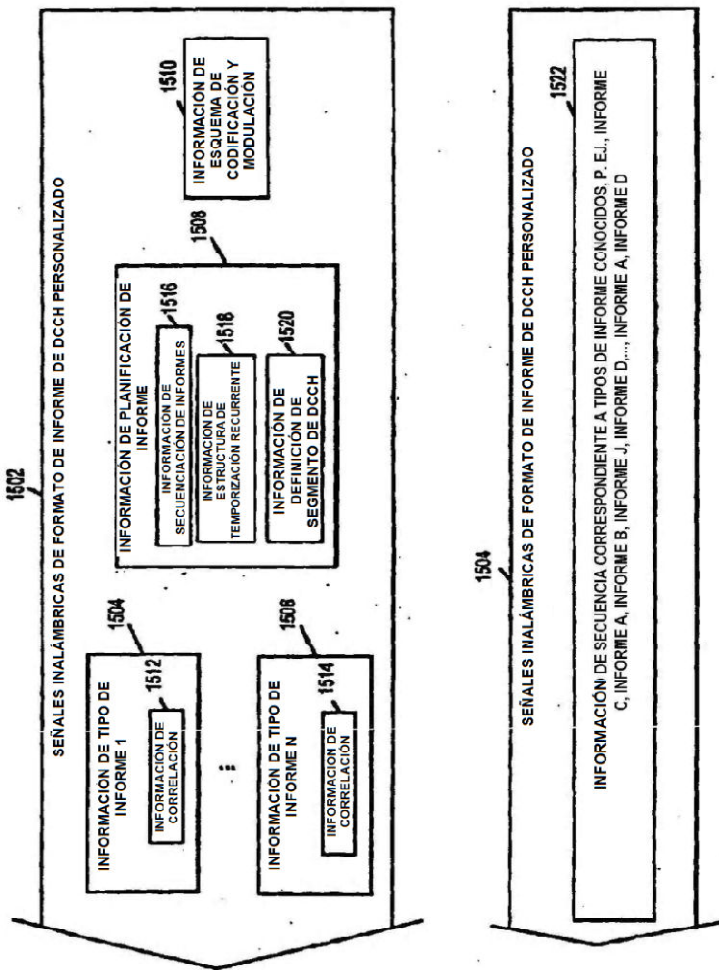 1502
SEÑALES INALÁMBRICAS DE FORMATO DE INFORME DE DCCH PERSONALIZADO
1504
INFORMACIÓN DE TIPO DE
INFORME 1
1512
INFORMACION DE
CORRELACIÓN
1506
INFORMACIÓN DE TIPO DE
INFORME N
1514
INFORMACIÓN DE
CORRELACIÓN
1508
INFORMACIÓN DE PLANIFICACIÓN DE
INFORME
1516
INFORMACIÓN DE
SECUENCIACIÓN DE INFORMES
1518
INFORMACION DE
ESTRUCTURA DE
TEMPORIZACIÓN RECURRENTE
1520
INFORMACIÓN DE
DEFINICIÓN DE
SEGMENTO DE DCCH
1510
INFORMACIÓN DE
ESQUEMA DE
CODIFICACIÓN Y
MODULACIÓN
1504
SEÑALES INALÁMBRICAS DE FORMATO DE INFORME DE DCCH PERSONALIZADO
1522
INFORMACIÓN DE SECUENCIA CORRESPONDIENTE A TIPOS DE INFORME CONOCIDOS, P. EJ., INFORME
C, INFORME A, INFORME B, INFORME J, INFORME D,..., INFORME A, INFORME D